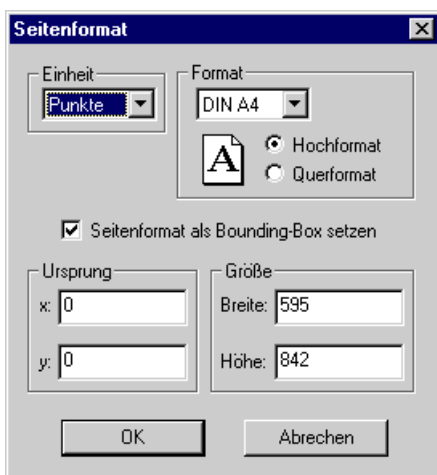 Seitenformat
Einheit
Punkte
Format
DIN A4
A
Hochformat
Querformat
Seitenformat als Bounding-Box setzen
Ursprung
x: 0
y: 0
Größe
Breite: 595
Höhe: 842
OK
Abrechen